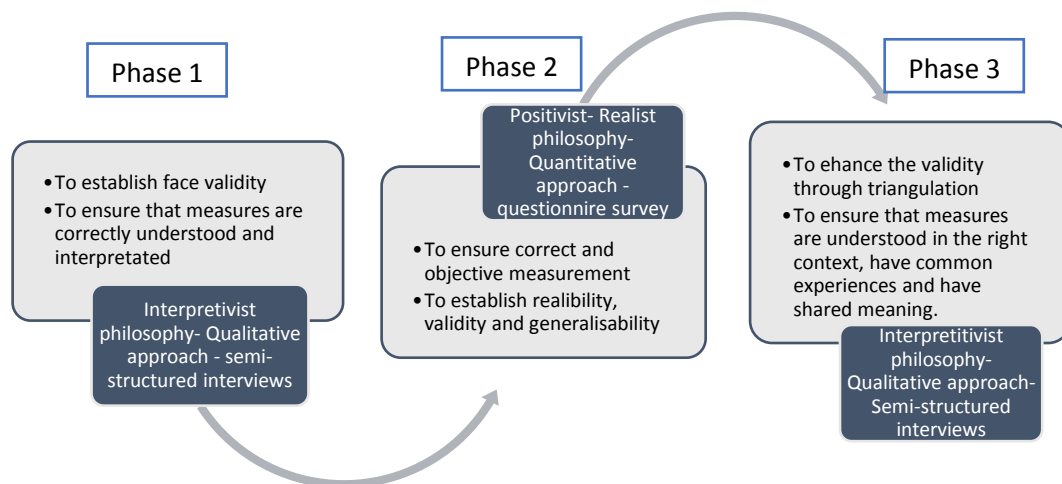 Phase 1
•To establish face validity
•To ensure that measures are
correctly understood and
interpretated
Interpretivist
philosophy- Qualitative
approach - semi-
structured interviews
Phase 2
Positivist- Realist
philosophy-
Quantitative
approach -
questionnire survey
•To ensure correct and
objective measurement
•To establish realibility,
validity and generalisability
Phase 3
•To ehance the validity
through triangulation
•To ensure that measures
are understood in the right
context, have common
experiences and have
shared meaning.
Interpretitivist
philosophy-
Qualitative approach-
Semi-structured
interviews